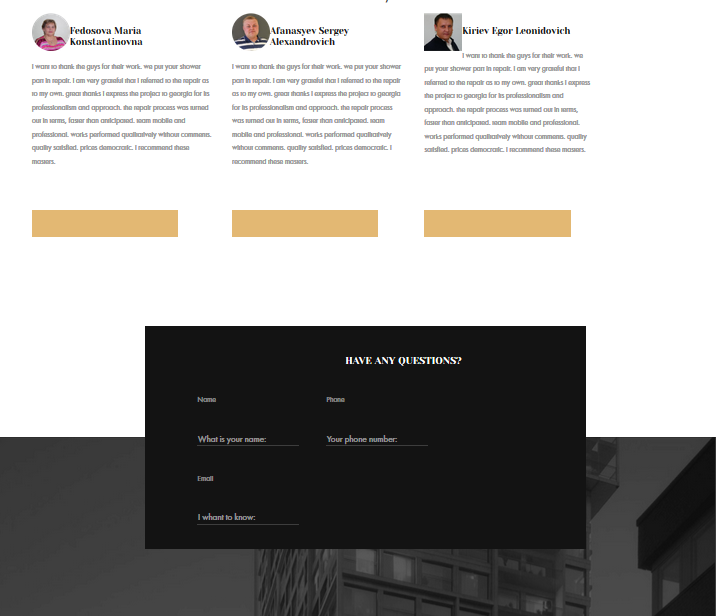 Fedosova Maria
Konstantinovna
I want to thank the guys for their work. we put your shower
pan in repair. I am very grateful that I referred to the repair as
to my own. great thanks I express the project to georgia for its
professionalism and approach. the repair process was turned
out in terms, faster than anticipated. team mobile and
professional. works performed qualitatively without comments.
quality satisfied. prices democratic. I recommend these
masters.
Afanasyev Sergey
Alexandrovich
I want to thank the guys for their work. we put your shower
pan in repair. I am very grateful that I referred to the repair
as to my own. great thanks I express the project to georgia
for its professionalism and approach. the repair process
was turned out in terms, faster than anticipated. team
mobile and professional. works performed qualitatively
without comments. quality satisfied. prices democratic. I
recommend these masters.
Kiriev Egor Leonidovich
I want to thank the guys for their work. we
put your shower pan in repair. I am very grateful that I
referred to the repair as to my own. great thanks I express
the project to georgia for its professionalism and
approach. the repair process was turned out in terms,
faster than anticipated. team mobile and professional.
works performed qualitatively without comments. quality
satisfied. prices democratic. I recommend these masters.
HAVE ANY QUESTIONS?
Name
Phone
What is your name:
Your phone number:
Email
I whant to know: